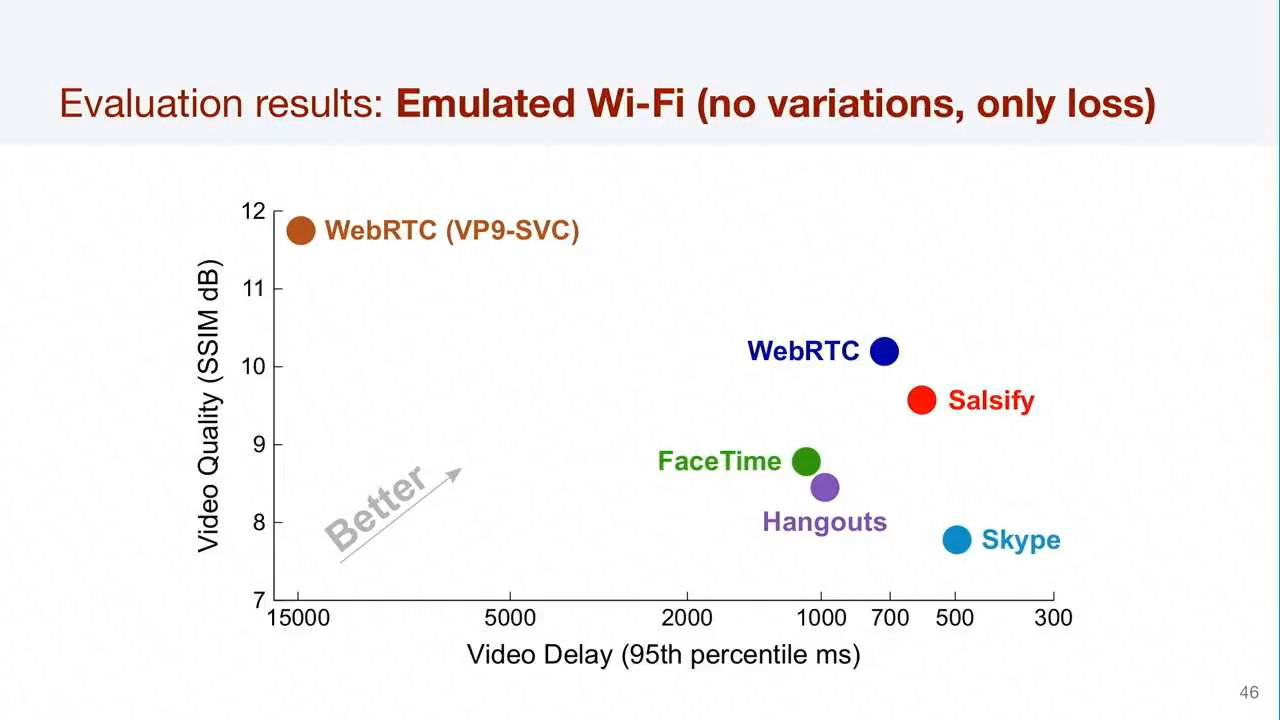 Evaluation results: Emulated Wi-Fi (no variations, only loss)
12
WebRTC (VP9-SVC)
11
WebRTC
10
Salsify
9
FaceTime
Hangouts
8
Skype
7
Video Quality (SSIM dB)
Better
15000 5000 2000 1000 700 500 300
Video Delay (95th percentile ms)
46